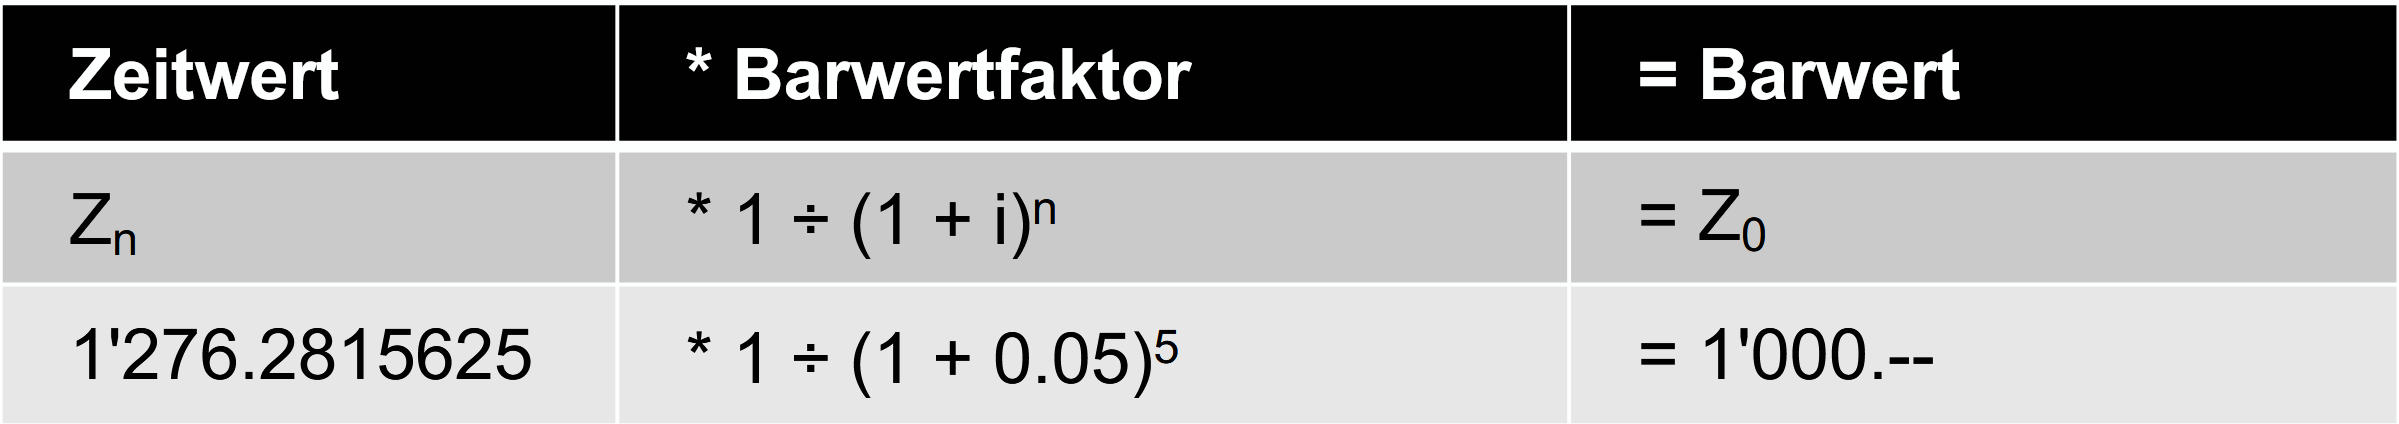 Zeitwert * Barwertfaktor = Barwert
Zₙ * 1 ÷ (1 + i)ⁿ = Z₀
1'276.2815625 * 1 ÷ (1 + 0.05)⁵ = 1'000.--